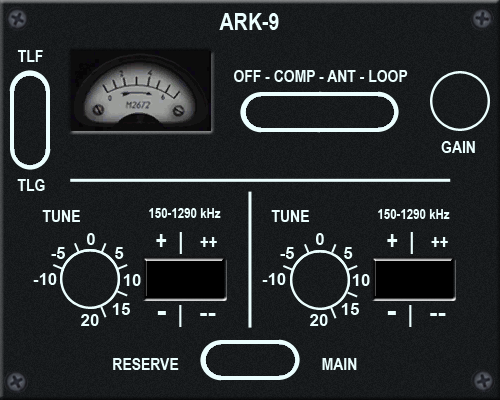 ARK-9
TLF
OFF - COMP - ANT - LOOP
2 4
0 6
M2672
GAIN
TLG
TUNE 150-1290 kHz TUNE 150-1290 kHz
+ | ++ + | ++
0 0
-5 5 -5 5
-10 10 -10 10
15 15
20 20
- | -- - | --
RESERVE MAIN